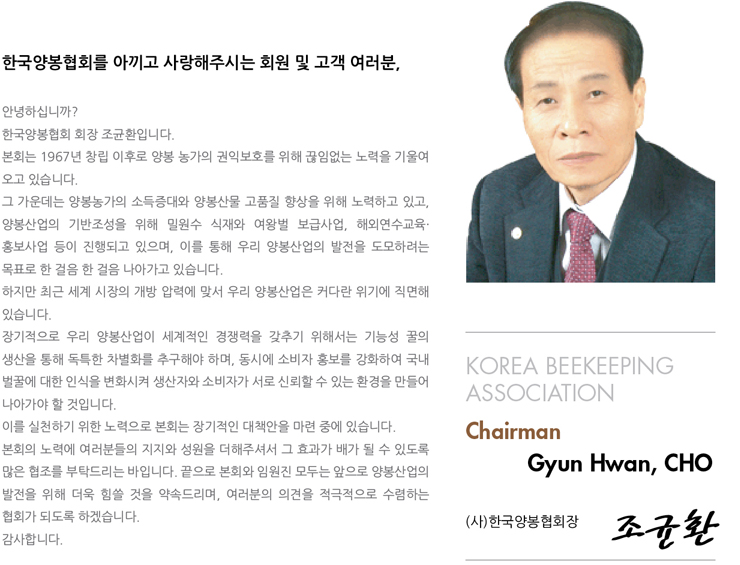 한국양봉협회를 아끼고 사랑해주시는 회원 및 고객 여러분,
안녕하십니까?
한국양봉협회 회장 조균환입니다.
본회는 1967년 창립 이후로 양봉 농가의 권익보호를 위해 끊임없는 노력을 기울여
오고 있습니다.
그 가운데는 양봉농가의 소득증대와 양봉산물 고품질 향상을 위해 노력하고 있고,
양봉산업의 기반조성을 위해 밀원수 식재와 여왕벌 보급사업, 해외연수교육·
홍보사업 등이 진행되고 있으며, 이를 통해 우리 양봉산업의 발전을 도모하려는
목표로 한 걸음 한 걸음 나아가고 있습니다.
하지만 최근 세계 시장의 개방 압력에 맞서 우리 양봉산업은 커다란 위기에 직면해
있습니다.
장기적으로 우리 양봉산업이 세계적인 경쟁력을 갖추기 위해서는 기능성 꿀의
생산을 통해 독특한 차별화를 추구해야 하며, 동시에 소비자 홍보를 강화하여 국내
벌꿀에 대한 인식을 변화시켜 생산자와 소비자가 서로 신뢰할 수 있는 환경을 만들어
나아가야 할 것입니다.
이를 실천하기 위한 노력으로 본회는 장기적인 대책안을 마련 중에 있습니다.
본회의 노력에 여러분들의 지지와 성원을 더해주셔서 그 효과가 배가 될 수 있도록
많은 협조를 부탁드리는 바입니다. 끝으로 본회와 임원진 모두는 앞으로 양봉산업의
발전을 위해 더욱 힘쓸 것을 약속드리며, 여러분의 의견을 적극적으로 수렴하는
협회가 되도록 하겠습니다.
감사합니다.
KOREA BEEKEEPING
ASSOCIATION
Chairman
Gyun Hwan, CHO
(사)한국양봉협회장 조균환